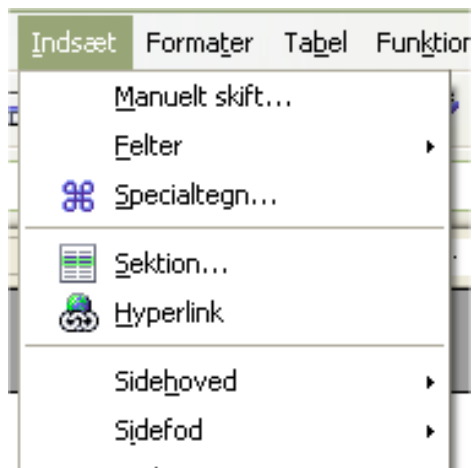 Indsæt Formater Tabel Funktion
Manuelt skift...
Felter
Specialtegn...
Sektion...
Hyperlink
Sidehoved
Sidefod